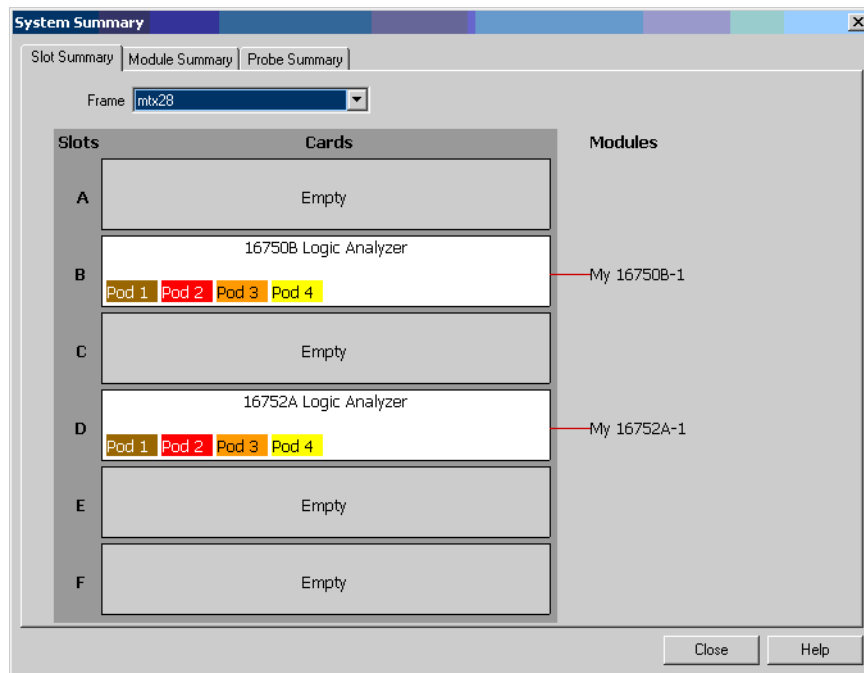 System Summary
Slot Summary Module Summary Probe Summary
Frame mtx28
Slots Cards Modules
A Empty
16750B Logic Analyzer
B My 16750B-1
Pod 1 Pod 2 Pod 3 Pod 4
C Empty
16752A Logic Analyzer
D My 16752A-1
Pod 1 Pod 2 Pod 3 Pod 4
E Empty
F Empty
Close Help